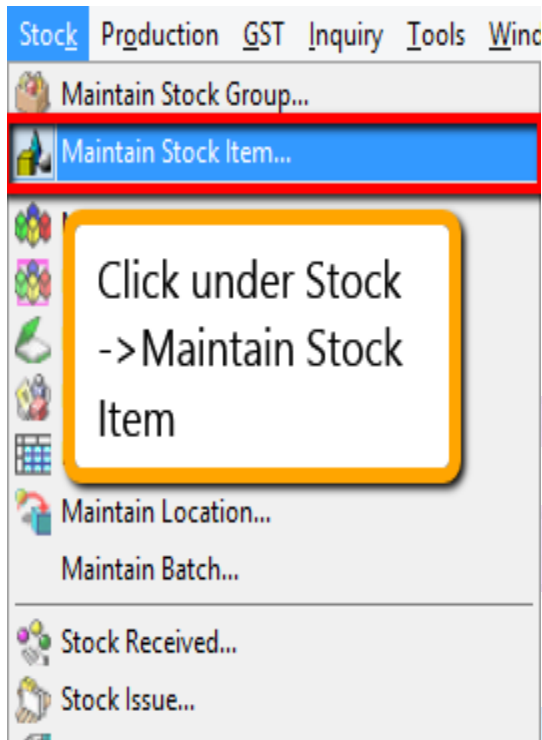 Stock Production GST Inquiry Tools
Maintain Stock Group...
Maintain Stock Item...
Click under Stock
->Maintain Stock
Item
Maintain Location...
Maintain Batch...
Stock Received...
Stock Issue...